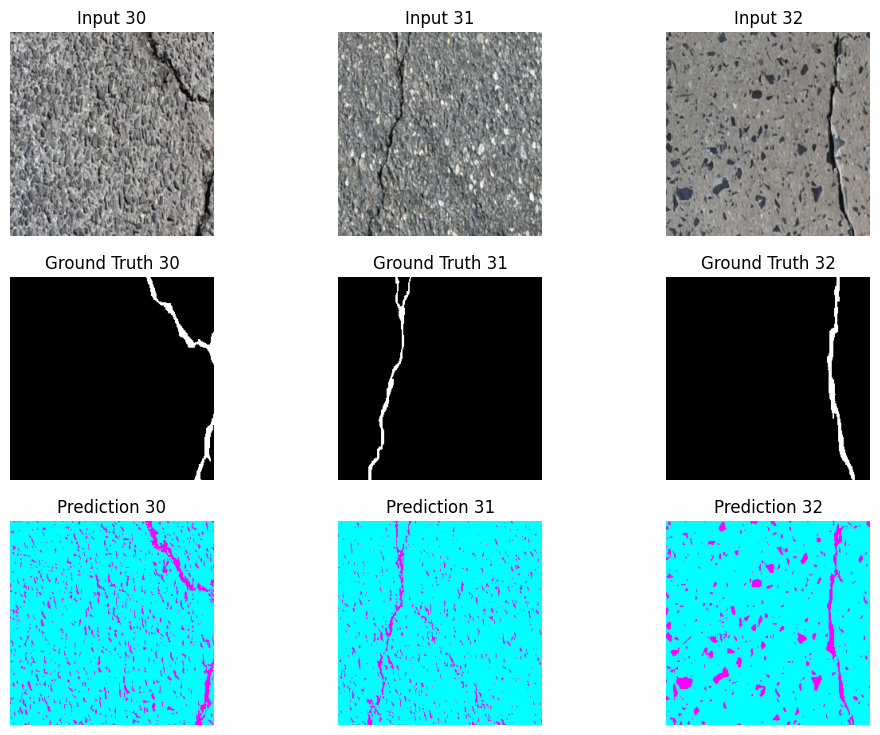 Input 30
Input 31
Input 32
Ground Truth 30
Ground Truth 31
Ground Truth 32
Prediction 30
Prediction 31
Prediction 32